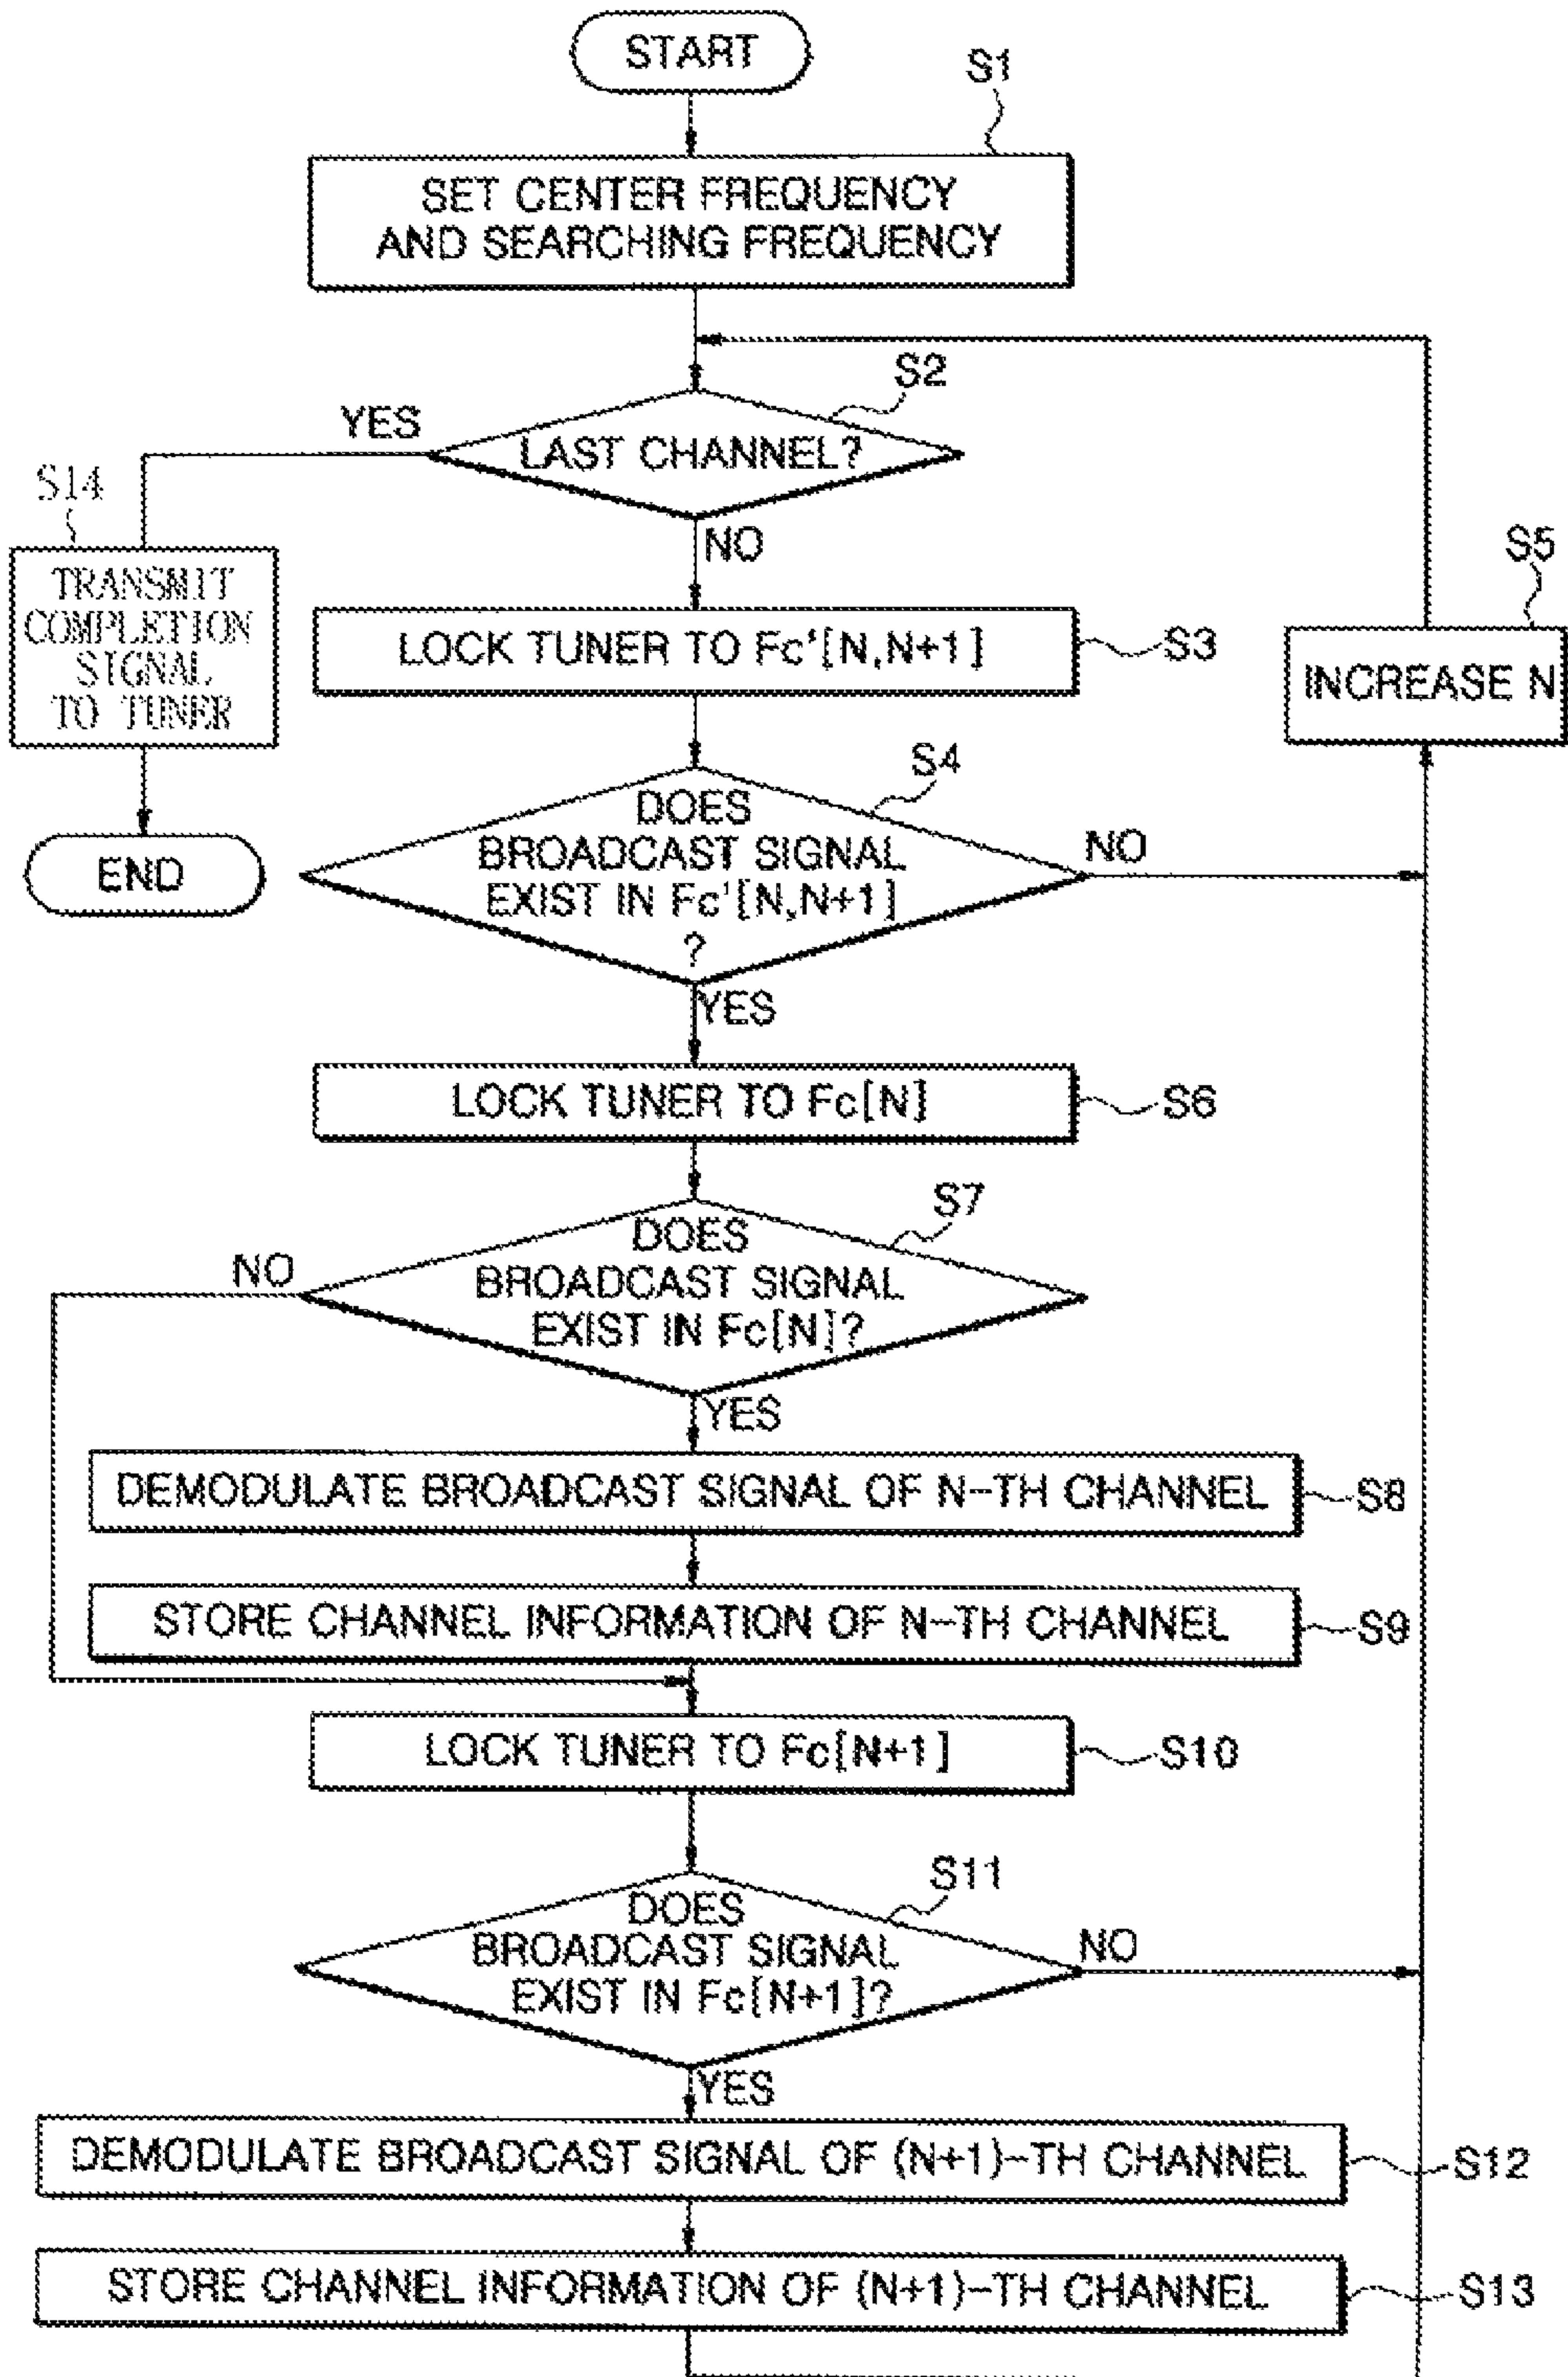 START
S1
SET CENTER FREQUENCY
AND SEARCHING FREQUENCY
S2
YES
LAST CHANNEL?
S14
NO
S5
TRANSMIT
COMPLETION
SIGNAL
TO TUNER
LOCK TUNER TO Fc'[N,N+1]
S3
INCREASE N
S4
DOES
BROADCAST SIGNAL
EXIST IN Fc'[N,N+1]
?
NO
END
YES
LOCK TUNER TO Fc[N]
S6
S7
NO
DOES
BROADCAST SIGNAL
EXIST IN Fc[N]?
YES
DEMODULATE BROADCAST SIGNAL OF N-TH CHANNEL
S8
STORE CHANNEL INFORMATION OF N-TH CHANNEL
S9
LOCK TUNER TO Fc[N+1]
S10
S11
DOES
BROADCAST SIGNAL
EXIST IN Fc[N+1]?
NO
YES
DEMODULATE BROADCAST SIGNAL OF (N+1)-TH CHANNEL
S12
STORE CHANNEL INFORMATION OF (N+1)-TH CHANNEL
S13